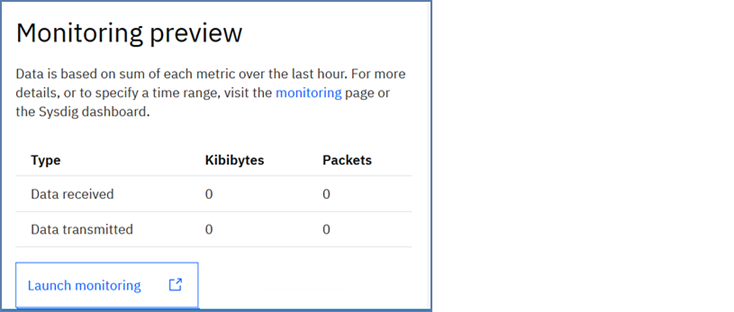 Monitoring preview
Data is based on sum of each metric over the last hour. For more
details, or to specify a time range, visit the monitoring page or
the Sysdig dashboard.
Type Kibibytes Packets
Data received 0 0
Data transmitted 0 0
Launch monitoring